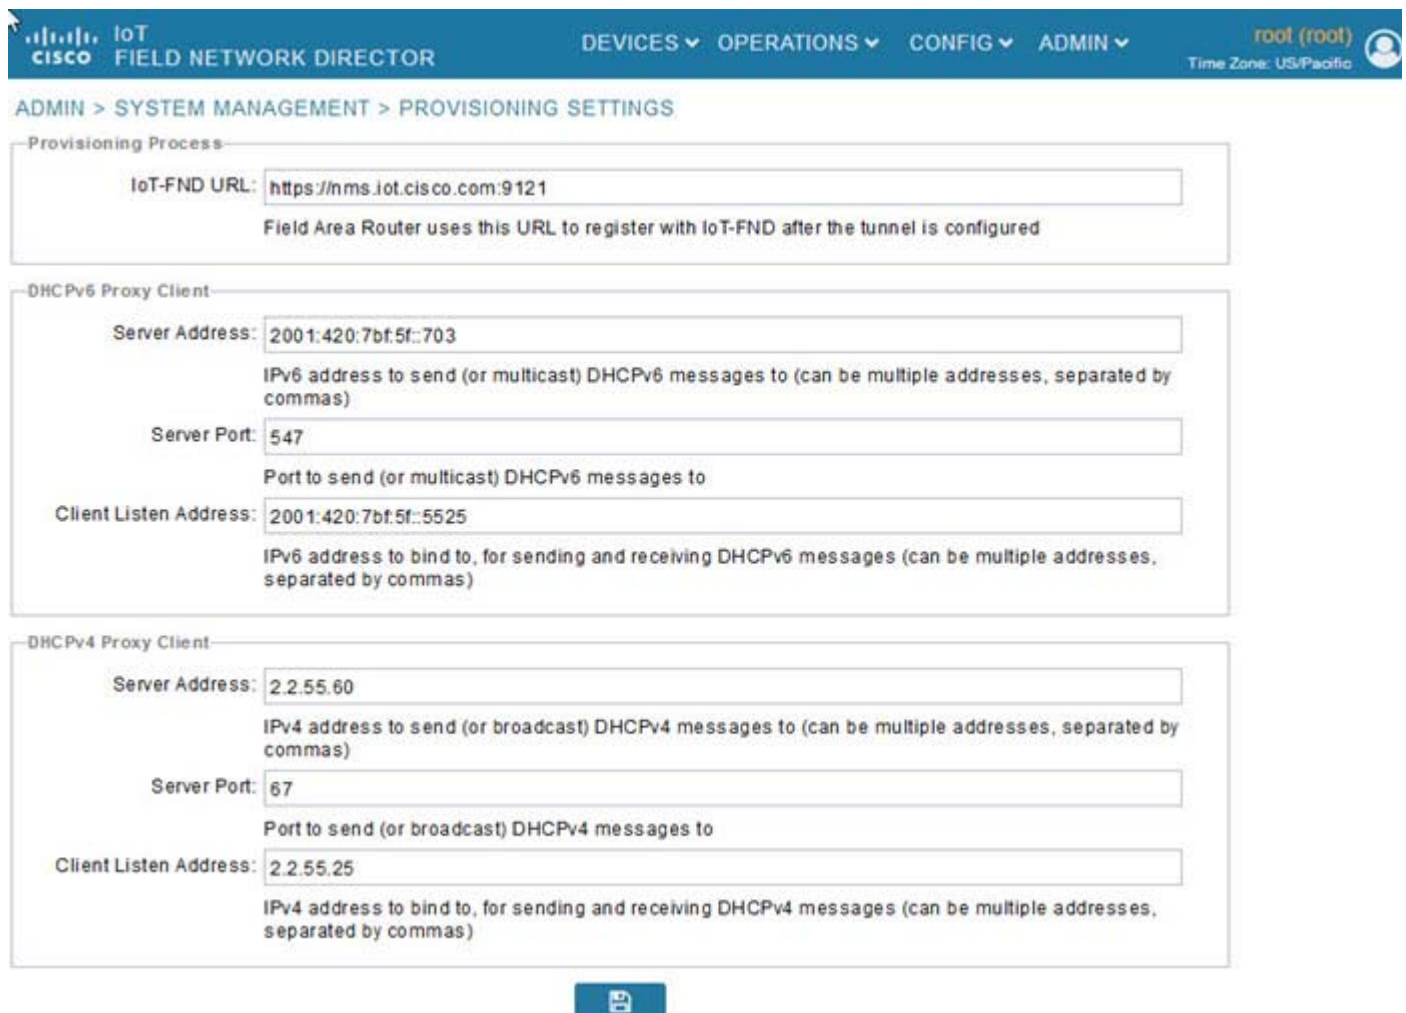 CISCO IoT
FIELD NETWORK DIRECTOR
DEVICES OPERATIONS CONFIG ADMIN
root (root)
Time Zone: US/Pacific
ADMIN > SYSTEM MANAGEMENT > PROVISIONING SETTINGS
Provisioning Process
IoT-FND URL: https://nms.iot.cisco.com:9121
Field Area Router uses this URL to register with IoT-FND after the tunnel is configured
DHCPv6 Proxy Client
Server Address: 2001:420:7bf:5f::703
IPv6 address to send (or multicast) DHCPv6 messages to (can be multiple addresses, separated by
commas)
Server Port: 547
Port to send (or multicast) DHCPv6 messages to
Client Listen Address: 2001:420:7bf:5f::5525
IPv6 address to bind to, for sending and receiving DHCPv6 messages (can be multiple addresses,
separated by commas)
DHCPv4 Proxy Client
Server Address: 2.2.55.60
IPv4 address to send (or broadcast) DHCPv4 messages to (can be multiple addresses, separated by
commas)
Server Port: 67
Port to send (or broadcast) DHCPv4 messages to
Client Listen Address: 2.2.55.25
IPv4 address to bind to, for sending and receiving DHCPv4 messages (can be multiple addresses,
separated by commas)